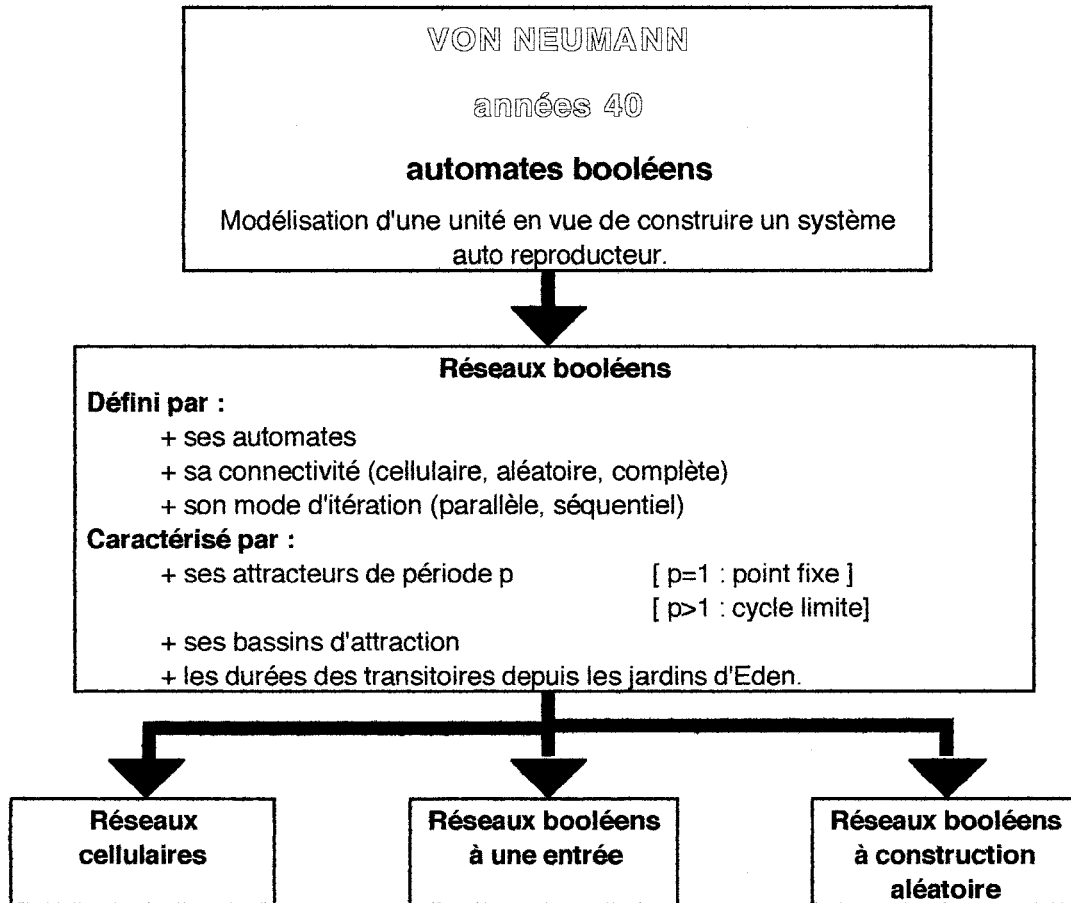 VON NEUMANN
années 40
automates booléens
Modélisation d'une unité en vue de construire un système
auto reproducteur.
Réseaux booléens
Défini par :
+ ses automates
+ sa connectivité (cellulaire, aléatoire, complète)
+ son mode d'itération (parallèle, séquentiel)
Caractérisé par :
+ ses attracteurs de période p [ p=1 : point fixe ]
[ p>1 : cycle limite]
+ ses bassins d'attraction
+ les durées des transitoires depuis les jardins d'Eden.
Réseaux
cellulaires
Réseaux booléens
à une entrée
Réseaux booléens
à construction
aléatoire